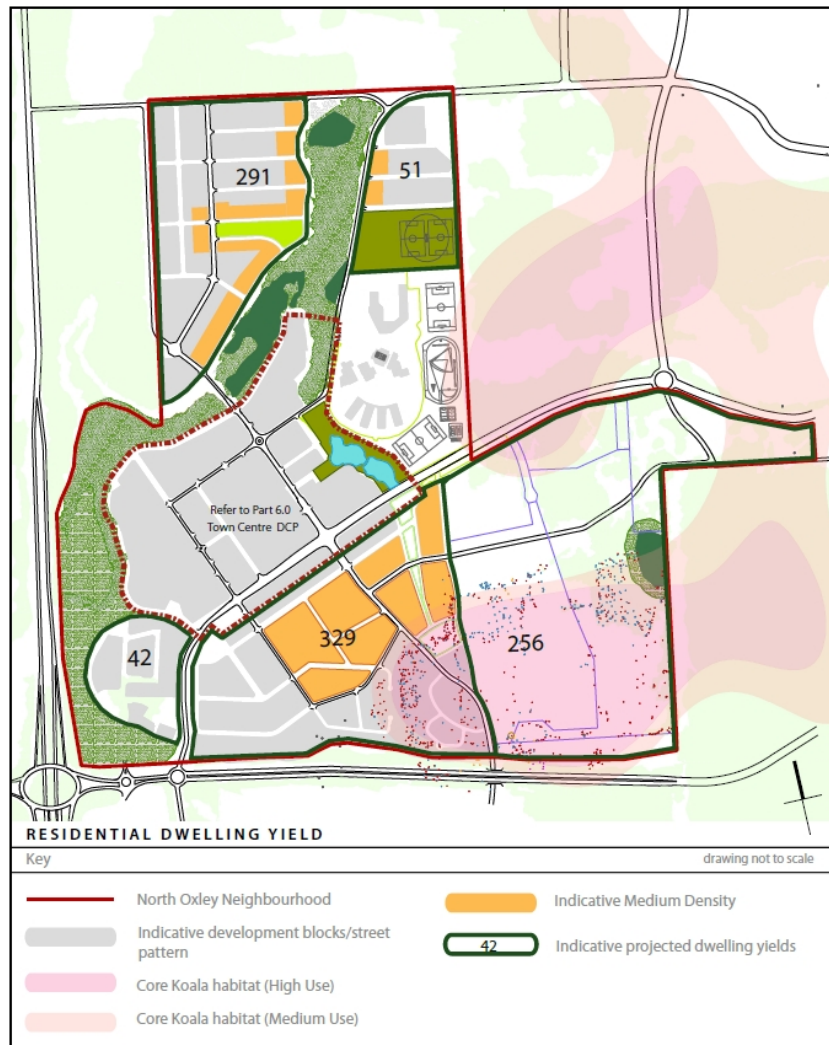 291
51
Refer to Part 6.0
Town Centre DCP
329
42
256
RESIDENTIAL DWELLING YIELD
Key
drawing not to scale
North Oxley Neighbourhood
Indicative development blocks/street
pattern
Core Koala habitat (High Use)
Core Koala habitat (Medium Use)
Indicative Medium Density
42
Indicative projected dwelling yields